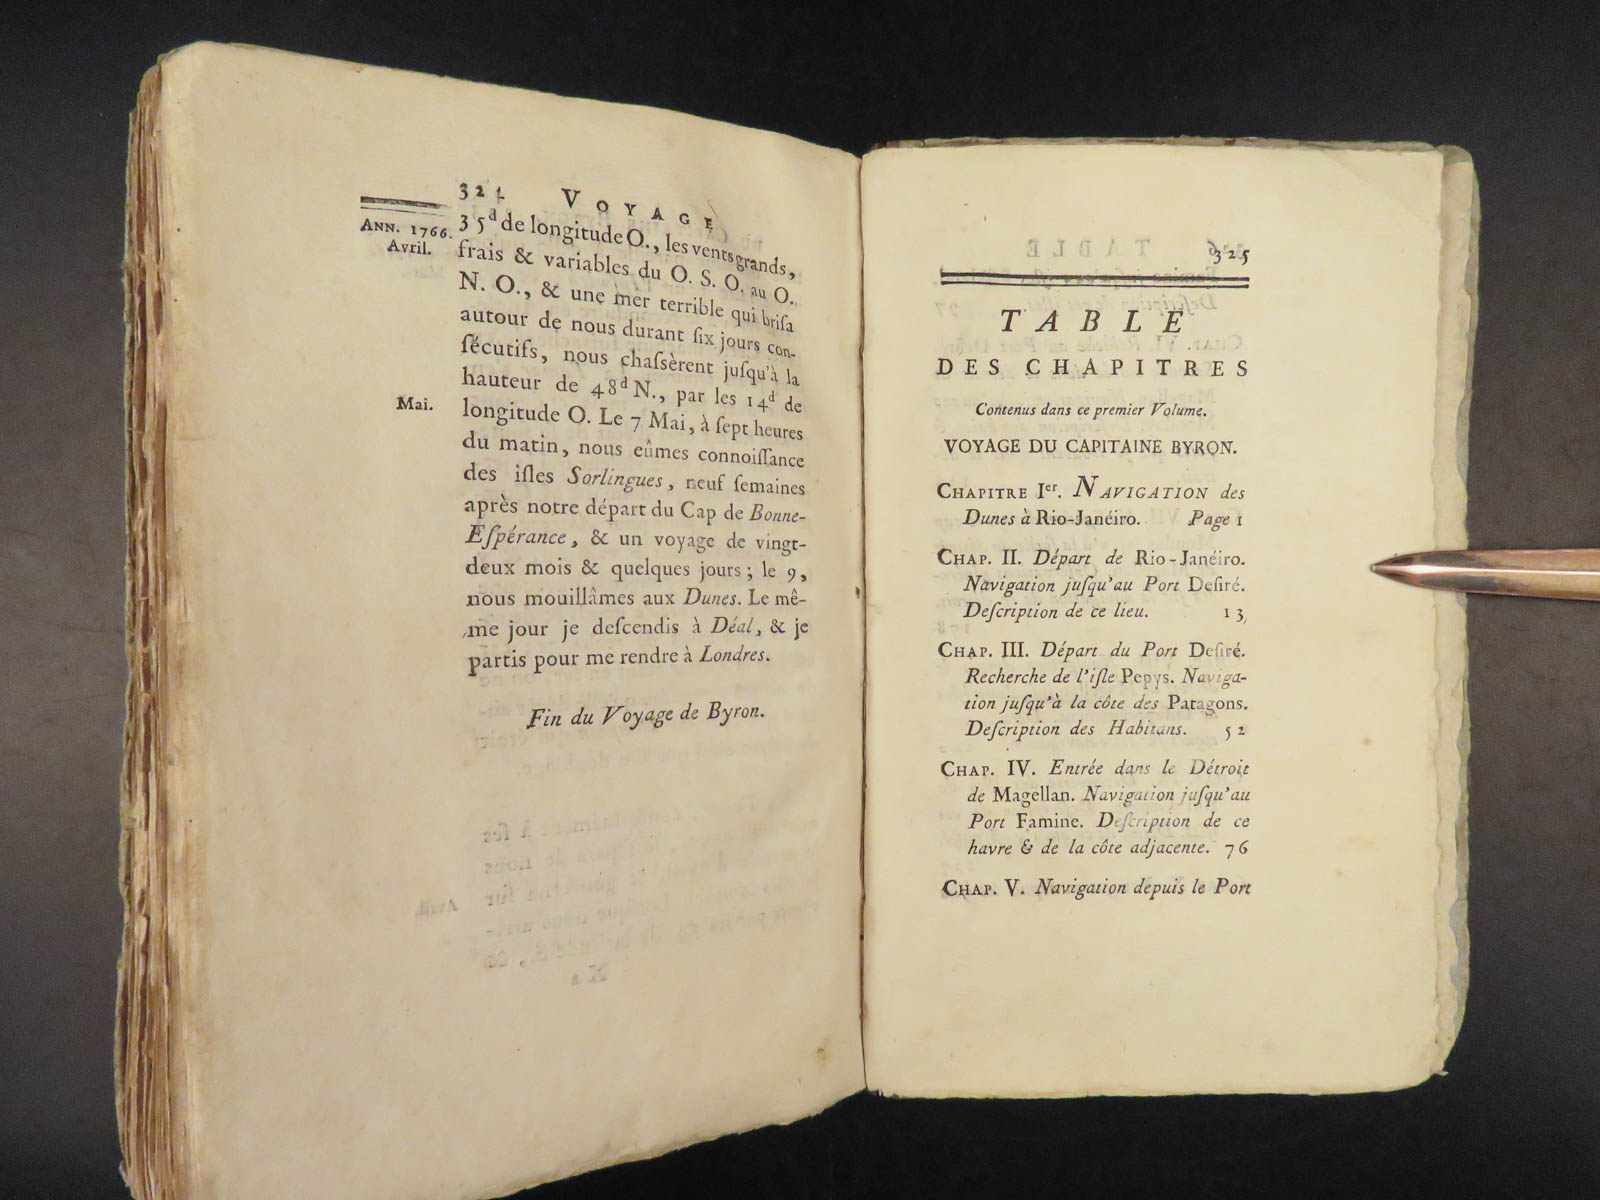 324 VOYAGE
ANN. 1766.
Avril.
35d de longitude O., les vents grands,
frais & variables du O. S. O. au O.
N. O., & une mer terrible qui briſa
autour de nous durant ſix jours con-
ſécutifs, nous chaſsèrent juſqu'à la
hauteur de 48d N., par les 14d de
Mai.
longitude O. Le 7 Mai, à ſept heures
du matin, nous eûmes connoiſſance
des iſles Sorlingues, neuf ſemaines
après notre départ du Cap de Bonne-
Eſpérance, & un voyage de vingt-
deux mois & quelques jours; le 9,
nous mouillâmes aux Dunes. Le mê-
me jour je deſcendis à Déal, & je
partis pour me rendre à Londres.
Fin du Voyage de Byron.
325
TABLE
DES CHAPITRES
Contenus dans ce premier Volume.
VOYAGE DU CAPITAINE BYRON.
CHAPITRE Ier. NAVIGATION des
Dunes à Rio-Janéiro. Page 1
CHAP. II. Départ de Rio-Janéiro.
Navigation juſqu'au Port Deſiré.
Deſcription de ce lieu. 13
CHAP. III. Départ du Port Deſiré.
Recherche de l'iſle Pepys. Naviga-
tion juſqu'à la côte des Patagons.
Deſcription des Habitans. 52
CHAP. IV. Entrée dans le Détroit
de Magellan. Navigation juſqu'au
Port Famine. Deſcription de ce
havre & de la côte adjacente. 76
CHAP. V. Navigation depuis le Port